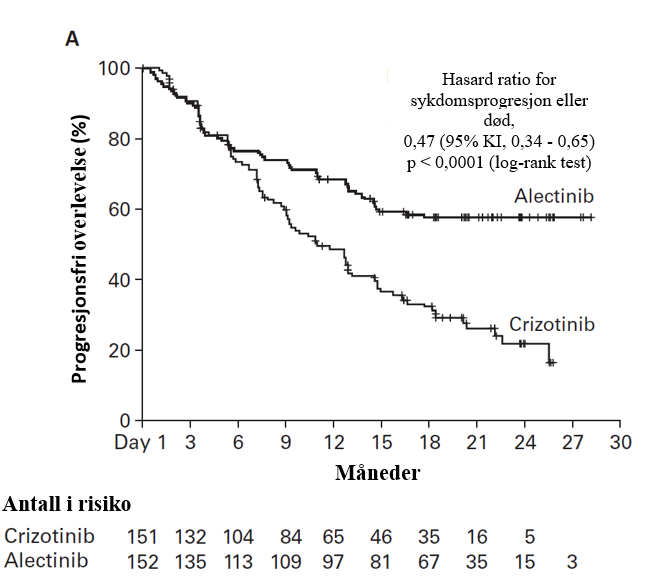 A
Hasard ratio for
sykdomsprogresjon eller
død,
0,47 (95% KI, 0,34 - 0,65)
p < 0,0001 (log-rank test)
Progresjonsfri overlevelse (%)
100
80
60
40
20
0
Alectinib
Crizotinib
Day 1 3 6 9 12 15 18 21 24 27 30
Måneder
Antall i risiko
Crizotinib 151 132 104 84 65 46 35 16 5
Alectinib 152 135 113 109 97 81 67 35 15 3